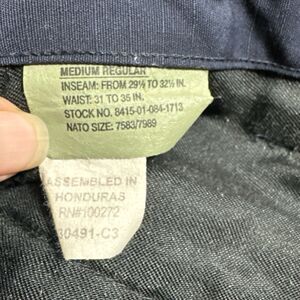 MEDIUM REGULAR
INSEAM: FROM 29½ TO 32½ IN.
WAIST: 31 TO 35 IN.
STOCK NO. 8415-01-084-1713
NATO SIZE: 7583/7989
ASSEMBLED IN
HONDURAS
RN#100272
30491-C3